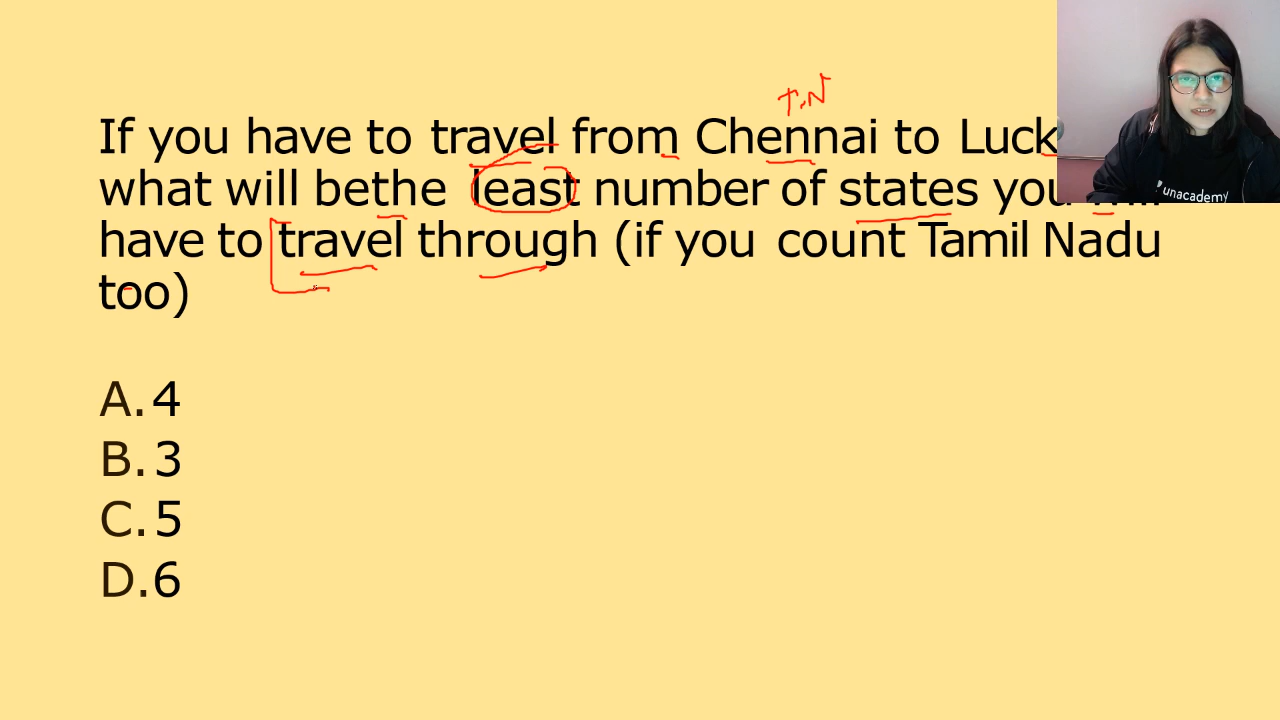 T.N
If you have to travel from Chennai to Luck
what will bethe least number of states you will
have to travel through (if you count Tamil Nadu
too)
A. 4
B. 3
C. 5
D. 6
unacademy